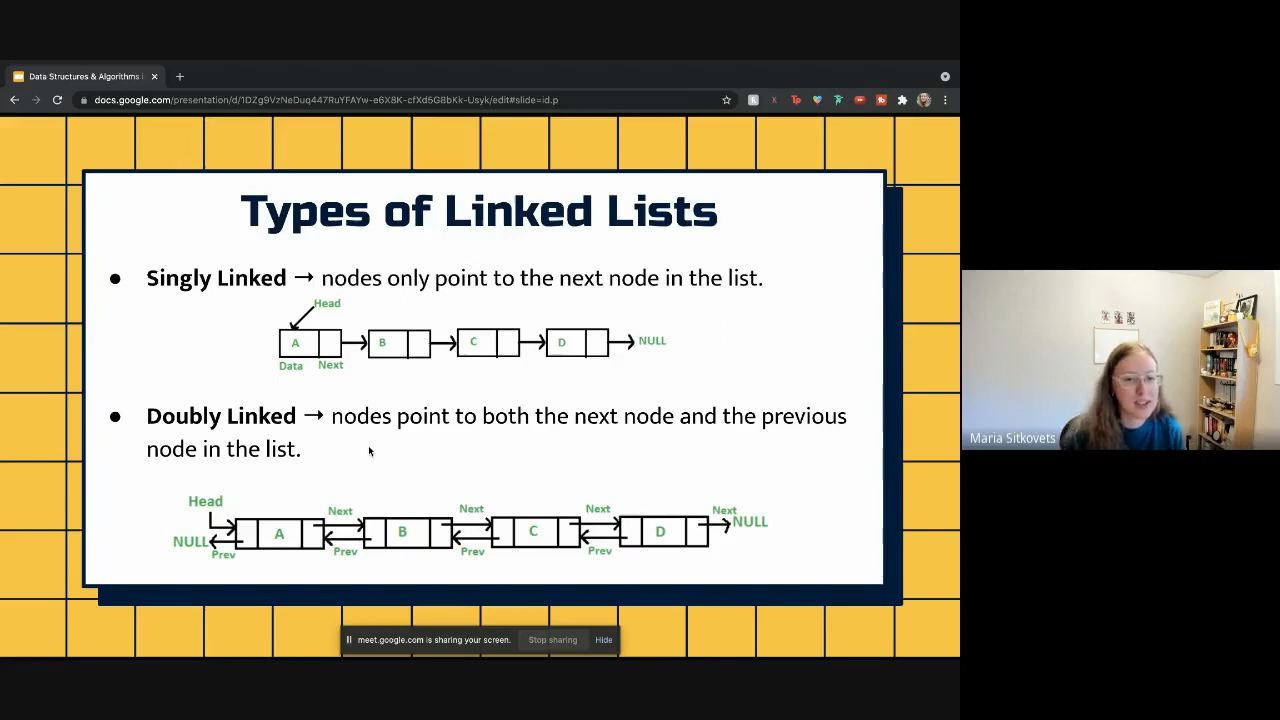 Data Structures & Algorithms i
docs.google.com/presentation/d/1DZg9VzNeDuq447RuYFAYw-e6X8K-cfXd5G8bKk-Usyk/edit#slide=id.p
Types of Linked Lists
● Singly Linked → nodes only point to the next node in the list.
Head
A B C D NULL
Data Next
● Doubly Linked → nodes point to both the next node and the previous
node in the list.
Head
Next Next Next Next
A B C D NULL
NULL
Prev Prev Prev Prev
meet.google.com is sharing your screen. Stop sharing Hide
Maria Sitkovets